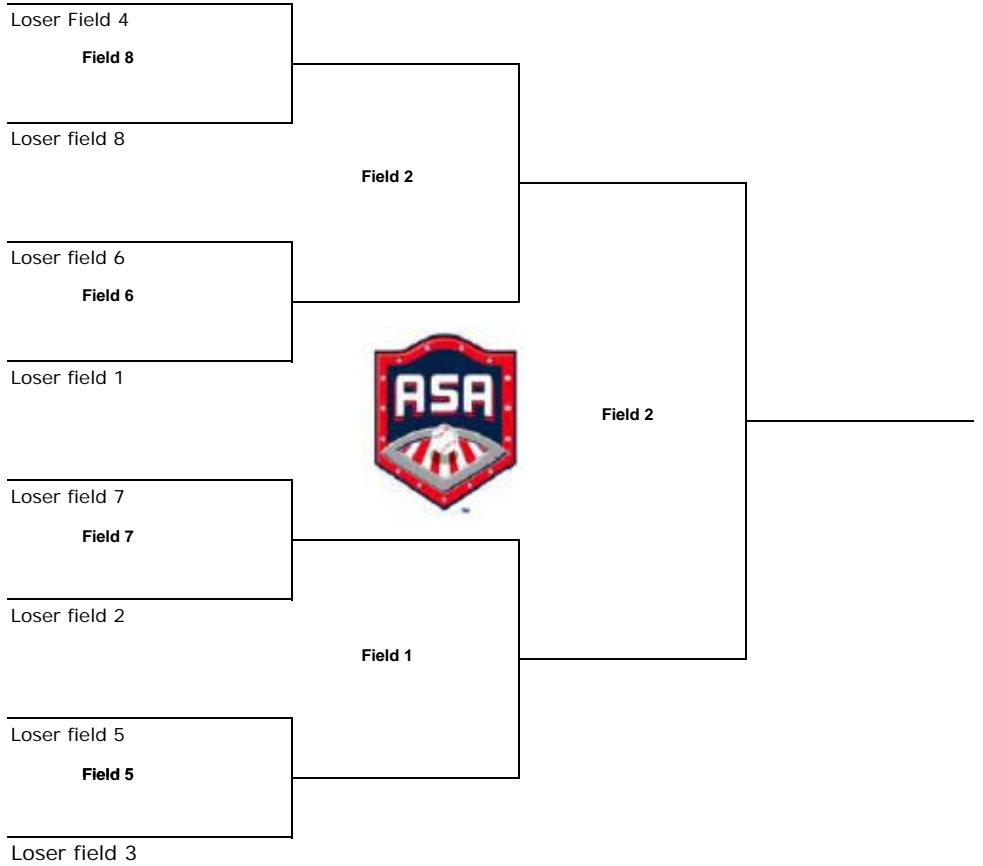 Loser Field 4
Field 8
Loser field 8
Field 2
Loser field 6
Field 6
Loser field 1
ASA
Field 2
Loser field 7
Field 7
Loser field 2
Field 1
Loser field 5
Field 5
Loser field 3